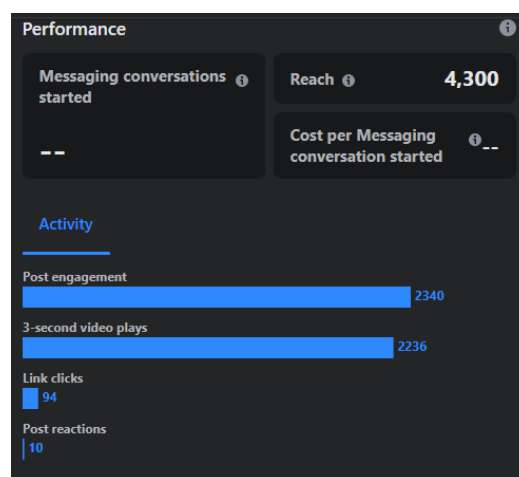 Performance
Messaging conversations
started
--
Reach
4,300
Cost per Messaging
conversation started
--
Activity
Post engagement
2340
3-second video plays
2236
Link clicks
94
Post reactions
10